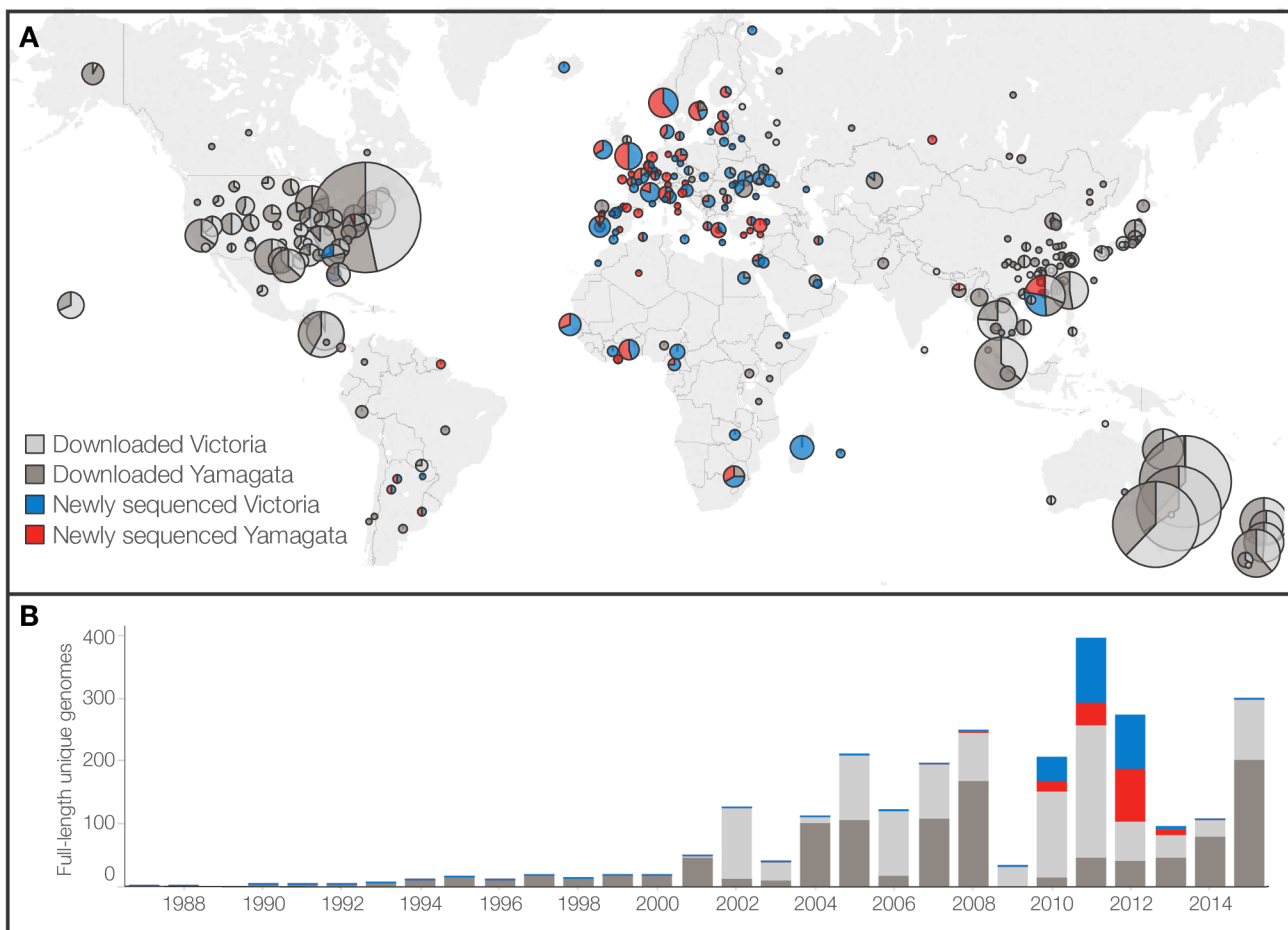 A
Downloaded Victoria
Downloaded Yamagata
Newly sequenced Victoria
Newly sequenced Yamagata
B
Full-length unique genomes
400
300
200
100
0
1988 1990 1992 1994 1996 1998 2000 2002 2004 2006 2008 2010 2012 2014